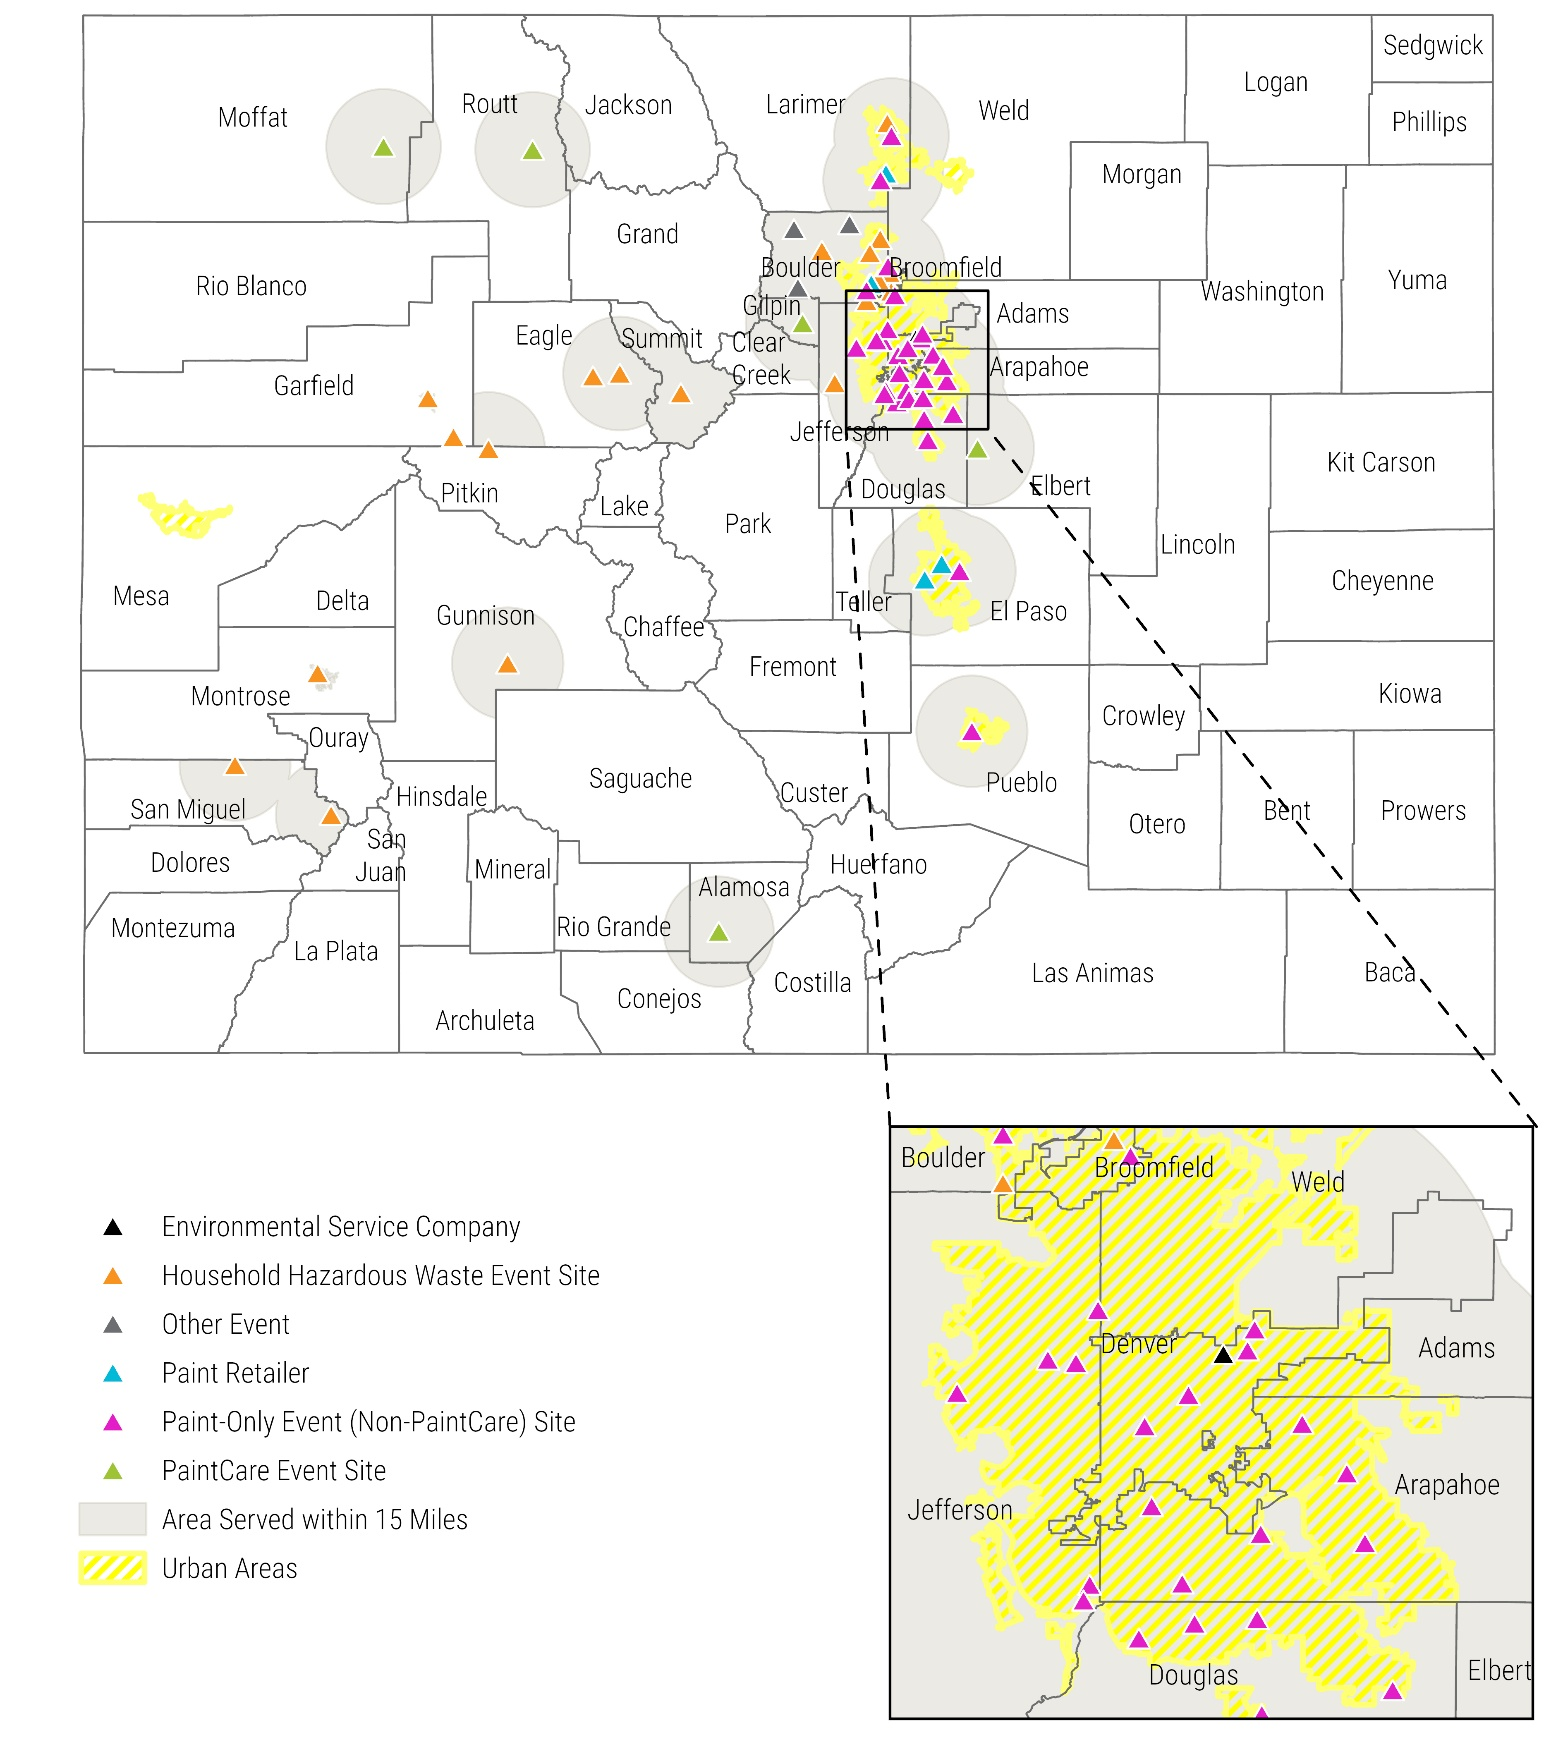 Sedgwick
Logan
Moffat
Routt
Jackson
Larimer
Weld
Phillips
Morgan
Grand
Rio Blanco
Boulder
Broomfield
Yuma
Washington
Gilpin
Adams
Eagle
Summit
Clear
Creek
Arapahoe
Garfield
Jefferson
Kit Carson
Pitkin
Lake
Douglas
Elbert
Park
Lincoln
Mesa
Delta
Gunnison
Chaffee
Teller
El Paso
Cheyenne
Fremont
Montrose
Kiowa
Crowley
Ouray
Saguache
Pueblo
Hinsdale
Custer
San Miguel
Otero
Bent
Prowers
San
Juan
Dolores
Mineral
Huerfano
Alamosa
Montezuma
Rio Grande
La Plata
Las Animas
Baca
Costilla
Conejos
Archuleta
Boulder
Broomfield
Weld
Denver
Adams
Arapahoe
Jefferson
Douglas
Elbert
Environmental Service Company
Household Hazardous Waste Event Site
Other Event
Paint Retailer
Paint-Only Event (Non-PaintCare) Site
PaintCare Event Site
Area Served within 15 Miles
Urban Areas